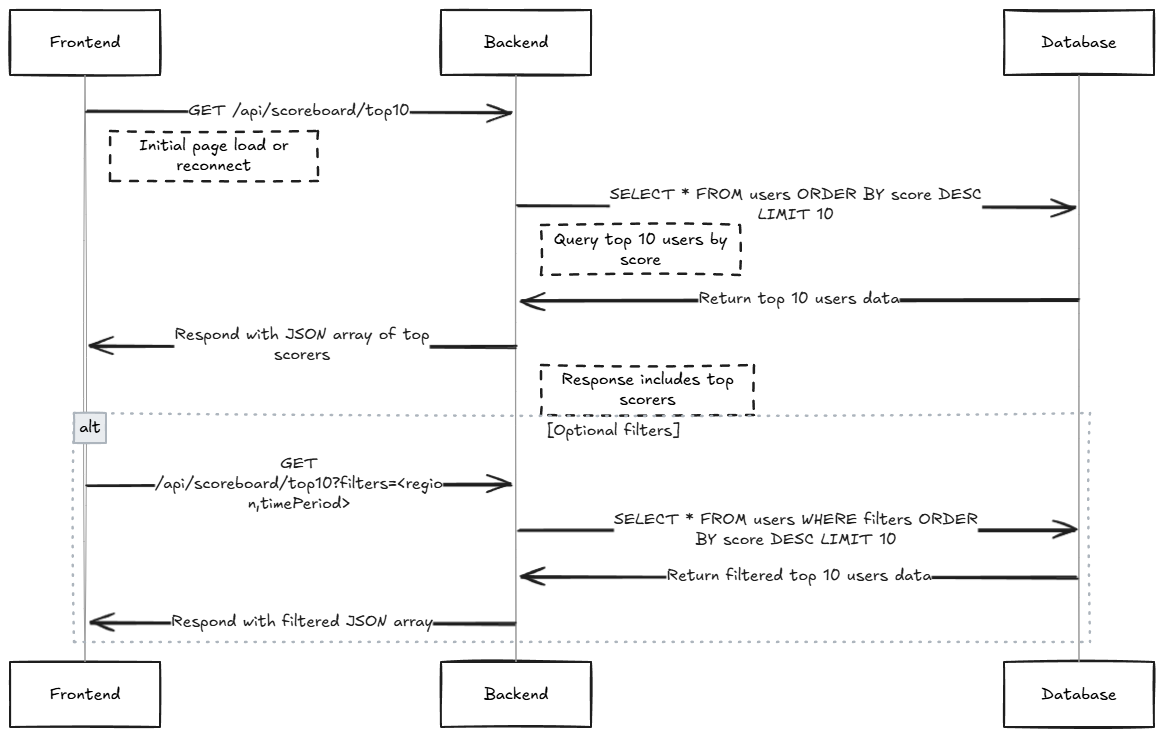 Frontend
Backend
Database
GET /api/scoreboard/top10
Initial page load or
reconnect
SELECT * FROM users ORDER BY score DESC
LIMIT 10
Query top 10 users by
score
Return top 10 users data
Respond with JSON array of top
scorers
Response includes top
scorers
alt
[Optional filters]
GET
/api/scoreboard/top10?filters=<regio
n,timePeriod>
SELECT * FROM users WHERE filters ORDER
BY score DESC LIMIT 10
Return filtered top 10 users data
Respond with filtered JSON array
Frontend
Backend
Database